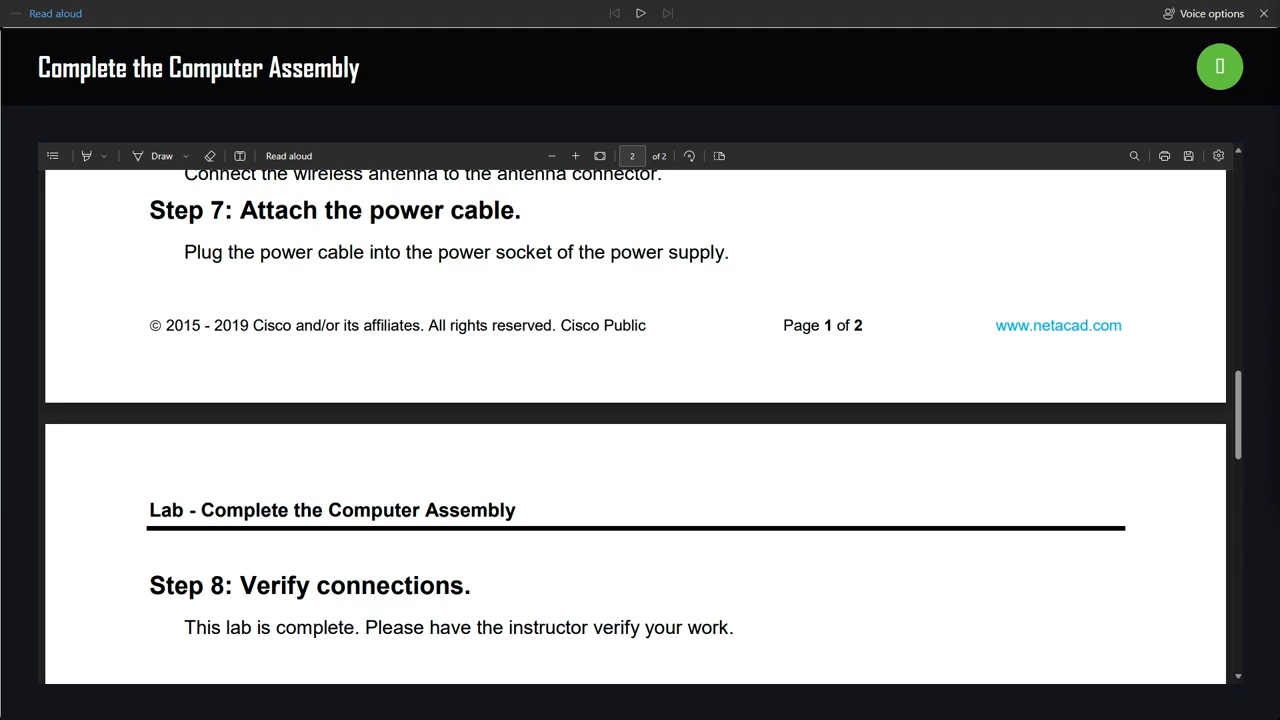 Read aloud
Voice options
Complete the Computer Assembly
Draw
Read aloud
2 of 2
Connect the wireless antenna to the antenna connector.
Step 7: Attach the power cable.
Plug the power cable into the power socket of the power supply.
© 2015 - 2019 Cisco and/or its affiliates. All rights reserved. Cisco Public Page 1 of 2 www.netacad.com
Lab - Complete the Computer Assembly
Step 8: Verify connections.
This lab is complete. Please have the instructor verify your work.